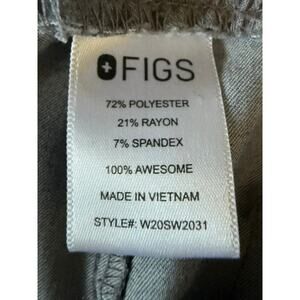 FIGS
72% POLYESTER
21% RAYON
7% SPANDEX
100% AWESOME
MADE IN VIETNAM
STYLE#: W20SW2031